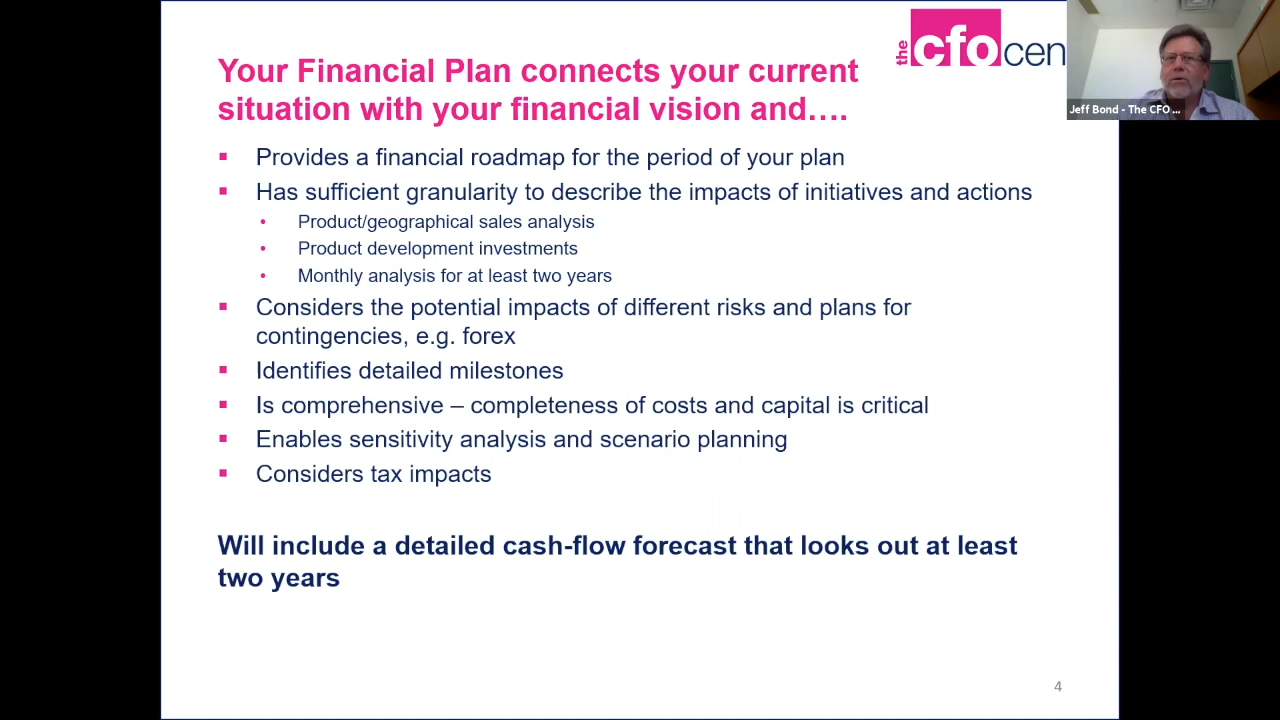 Your Financial Plan connects your current
situation with your financial vision and….
the cfo cen
Jeff Bond - The CFO ...
▪ Provides a financial roadmap for the period of your plan
▪ Has sufficient granularity to describe the impacts of initiatives and actions
• Product/geographical sales analysis
• Product development investments
• Monthly analysis for at least two years
▪ Considers the potential impacts of different risks and plans for
contingencies, e.g. forex
▪ Identifies detailed milestones
▪ Is comprehensive – completeness of costs and capital is critical
▪ Enables sensitivity analysis and scenario planning
▪ Considers tax impacts
Will include a detailed cash-flow forecast that looks out at least
two years
4